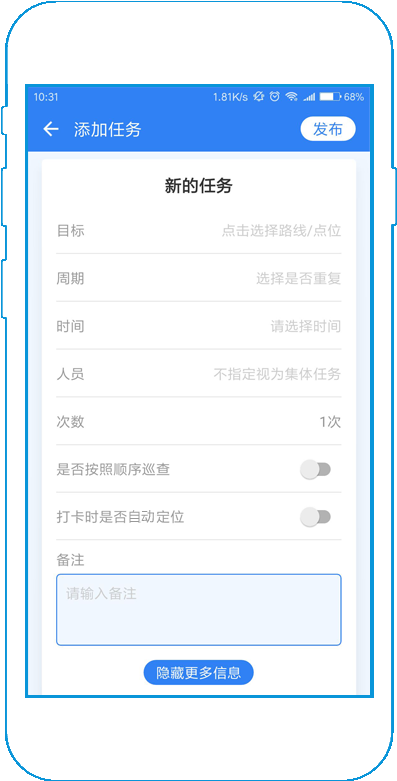 10:31 1.81K/s 68%
添加任务 发布
新的任务
目标 点击选择路线/点位
周期 选择是否重复
时间 请选择时间
人员 不指定视为集体任务
次数 1次
是否按照顺序巡查
打卡时是否自动定位
备注
请输入备注
隐藏更多信息